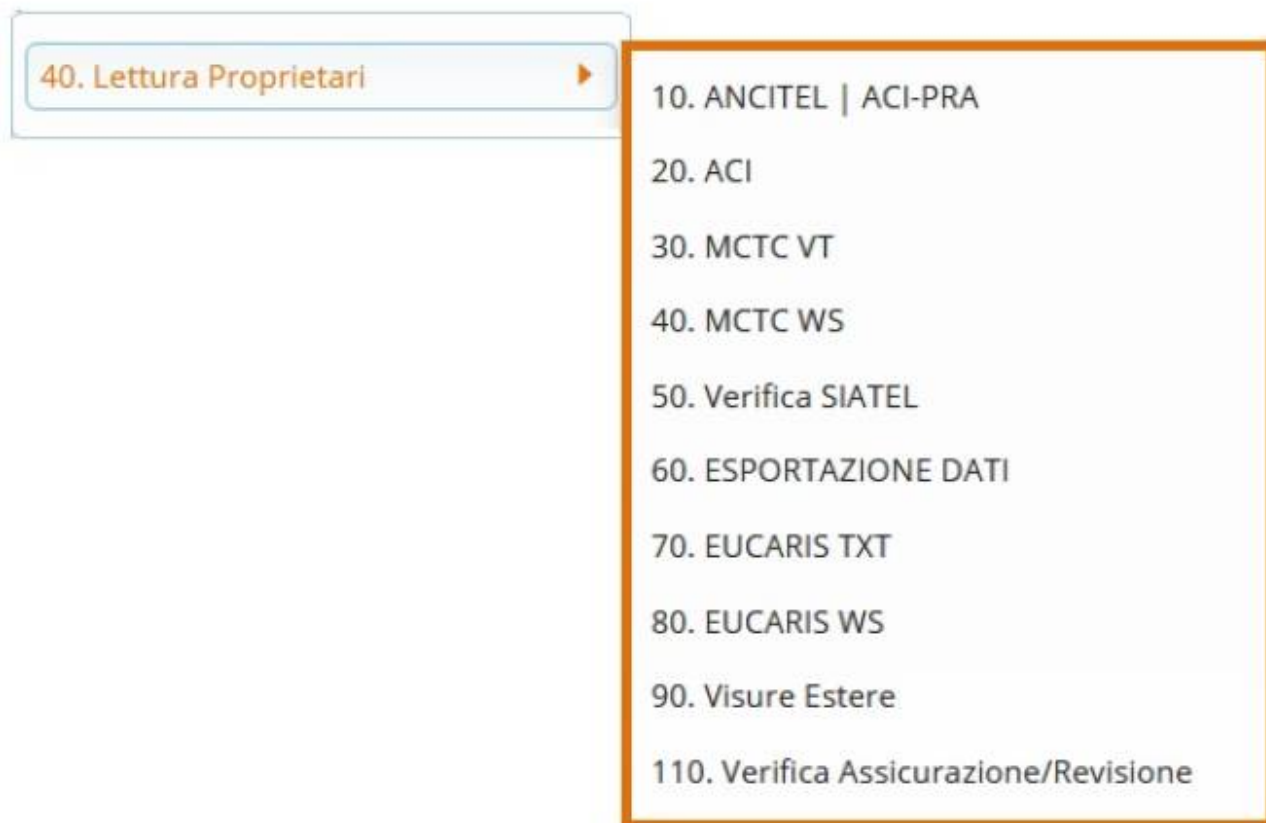 40. Lettura Proprietari
10. ANCITEL | ACI-PRA
20. ACI
30. MCTC VT
40. MCTC WS
50. Verifica SIATEL
60. ESPORTAZIONE DATI
70. EUCARIS TXT
80. EUCARIS WS
90. Visure Estere
110. Verifica Assicurazione/Revisione